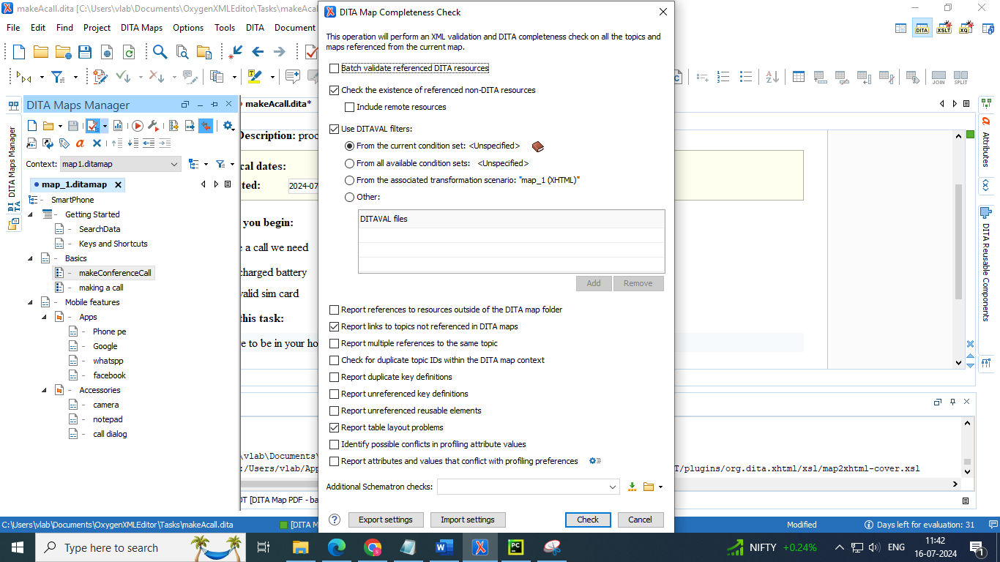 makeAcall.dita [C:\Users\vlab\Documents\OxygenXMLEditor\Tasks\makeAca
File Edit Find Project DITA Maps Options Tools DITA Document
DITA XSLT XQ
JOIN SPLIT
DITA Maps Manager
Context: map1.ditamap
map_1.ditamap
SmartPhone
Getting Started
SearchData
Keys and Shortcuts
Basics
makeConferenceCall
making a call
Mobile features
Apps
Phone pe
Google
whatspp
facebook
Accessories
camera
notepad
call dialog
DITA Maps Manager
DITA
makeAcall.dita*
Description: proc
cal dates:
ted: 2024-07
you begin:
e a call we need
charged battery
valid sim card
this task:
e to be in your ho
\vlab\Documents\
:/Users/vlab/App
T/plugins/org.dita.xhtml/xsl/map2xhtml-cover.xsl
OT [DITA Map PDF - ba
Attributes
DITA Reusable Components
DITA Map Completeness Check
This operation will perform an XML validation and DITA completeness check on all the topics and
maps referenced from the current map.
Batch validate referenced DITA resources
Check the existence of referenced non-DITA resources
Include remote resources
Use DITAVAL filters:
From the current condition set: <Unspecified>
From all available condition sets: <Unspecified>
From the associated transformation scenario: "map_1 (XHTML)"
Other:
DITAVAL files
Add Remove
Report references to resources outside of the DITA map folder
Report links to topics not referenced in DITA maps
Report multiple references to the same topic
Check for duplicate topic IDs within the DITA map context
Report duplicate key definitions
Report unreferenced key definitions
Report unreferenced reusable elements
Report table layout problems
Identify possible conflicts in profiling attribute values
Report attributes and values that conflict with profiling preferences
Additional Schematron checks:
Export settings Import settings Check Cancel
C:\Users\vlab\Documents\OxygenXMLEditor\Tasks\makeAcall.dita [DITA M Modified Days left for evaluation: 31
Type here to search NIFTY +0.24% ENG 11:42
16-07-2024 1